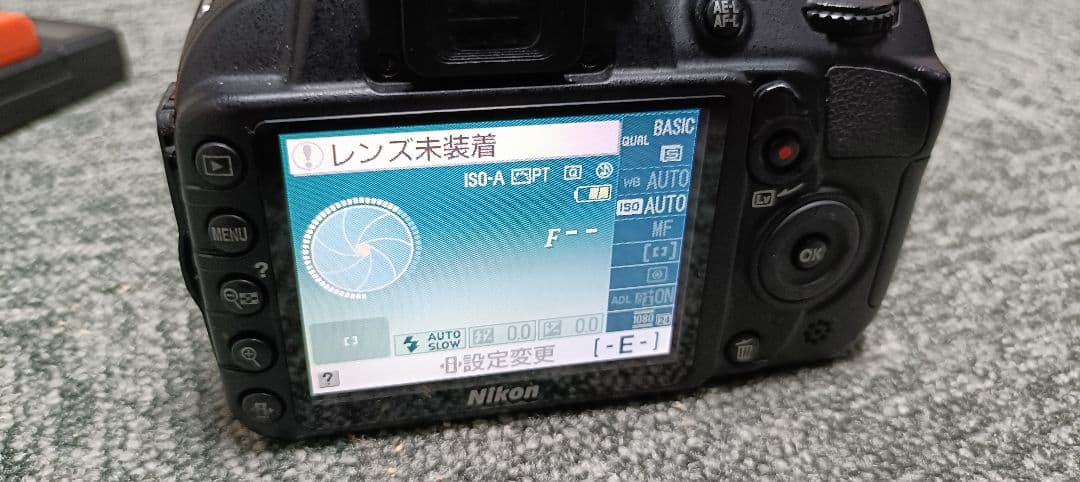 AE-L
AF-L
レンズ未装着
ISO-A PT Q
QUAL BASIC
S
WB AUTO
ISO AUTO
MF
F--
ADL ON
1080
AUTO
SLOW
0.0
0.0
設定変更
[-E-]
?
MENU
?
Lv
OK
Nikon